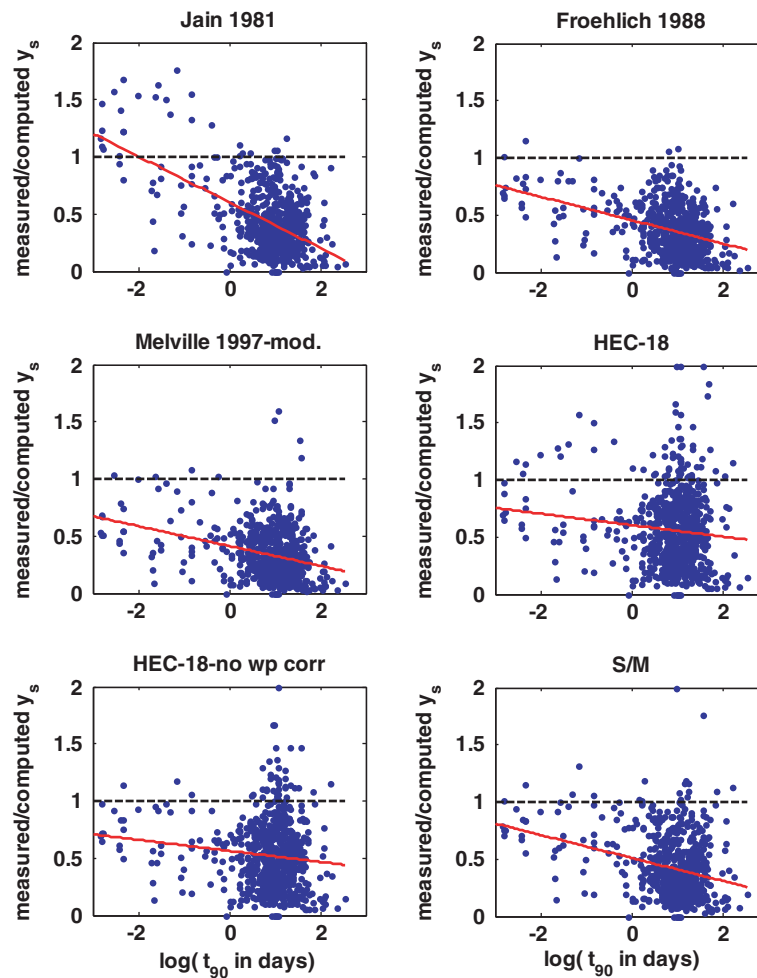 Jain 1981
Froehlich 1988
measured/computed y_s
2
1.5
1
0.5
0
-2 0 2
measured/computed y_s
2
1.5
1
0.5
0
-2 0 2
Melville 1997-mod.
HEC-18
measured/computed y_s
2
1.5
1
0.5
0
-2 0 2
measured/computed y_s
2
1.5
1
0.5
0
-2 0 2
HEC-18-no wp corr
S/M
measured/computed y_s
2
1.5
1
0.5
0
-2 0 2
log( t_90 in days)
measured/computed y_s
2
1.5
1
0.5
0
-2 0 2
log( t_90 in days)